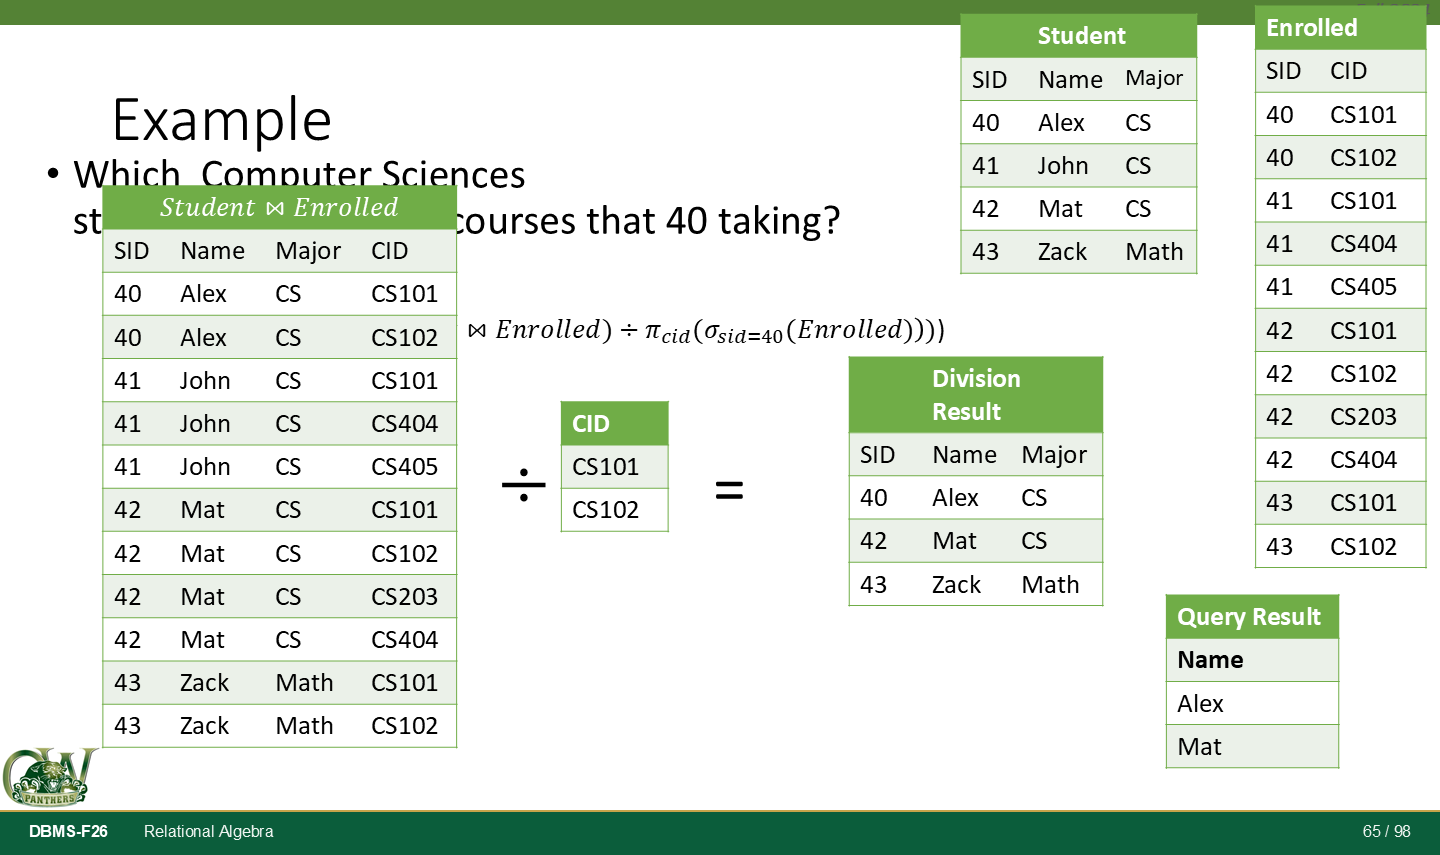 Example
• Which Computer Sciences
courses that 40 taking?
Student ⋈ Enrolled
SID Name Major CID
40 Alex CS CS101
40 Alex CS CS102
41 John CS CS101
41 John CS CS404
41 John CS CS405
42 Mat CS CS101
42 Mat CS CS102
42 Mat CS CS203
42 Mat CS CS404
43 Zack Math CS101
43 Zack Math CS102
⋈ Enrolled) ÷ π_cid(σ_sid=40(Enrolled))))
÷
CID
CS101
CS102
=
Division
Result
SID Name Major
40 Alex CS
42 Mat CS
43 Zack Math
Student
SID Name Major
40 Alex CS
41 John CS
42 Mat CS
43 Zack Math
Enrolled
SID CID
40 CS101
40 CS102
41 CS101
41 CS404
41 CS405
42 CS101
42 CS102
42 CS203
42 CS404
43 CS101
43 CS102
Query Result
Name
Alex
Mat
PANTHERS
DBMS-F26 Relational Algebra 65 / 98